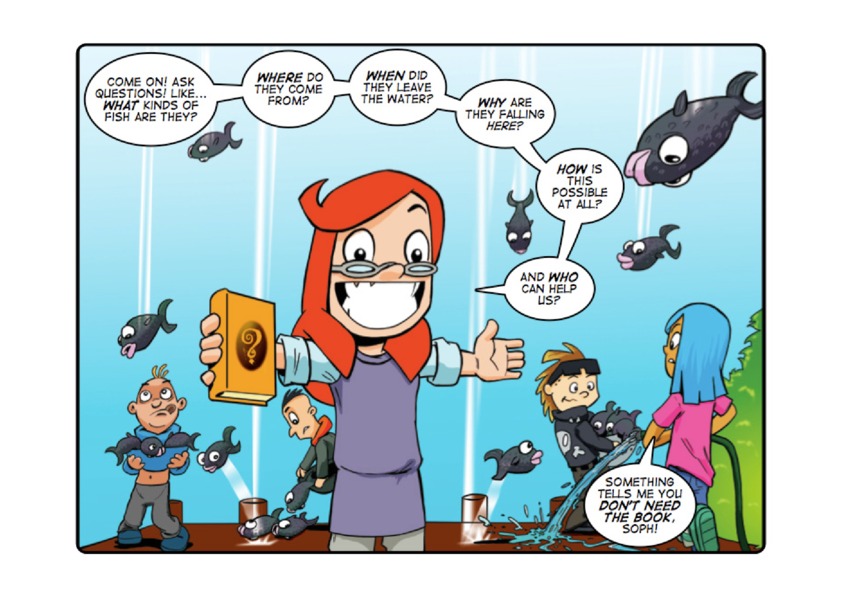 COME ON! ASK
QUESTIONS! LIKE...
WHAT KINDS OF
FISH ARE THEY?
WHERE DO
THEY COME
FROM?
WHEN DID
THEY LEAVE
THE WATER?
WHY ARE
THEY FALLING
HERE?
HOW IS
THIS
POSSIBLE
AT ALL?
AND WHO
CAN HELP
US?
?
SOMETHING
TELLS ME YOU
DON'T NEED
THE BOOK,
SOPH!